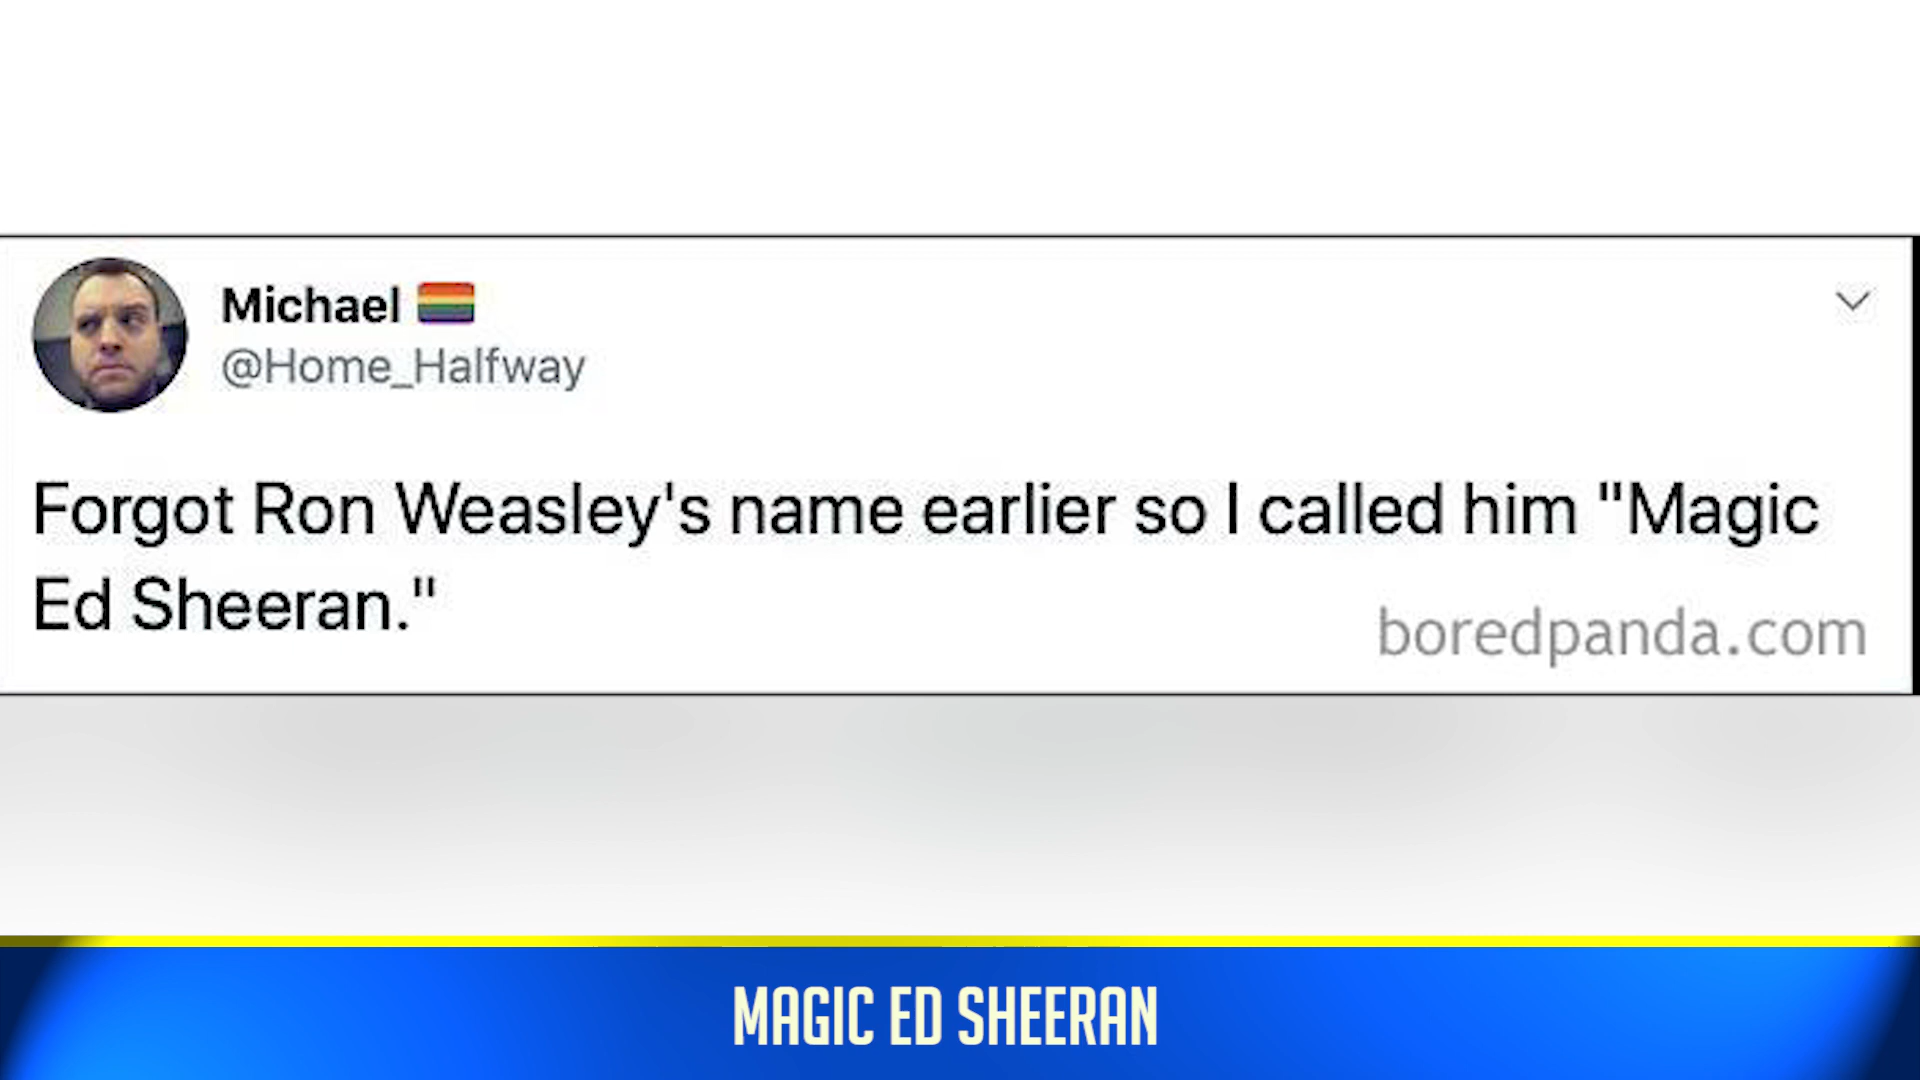 Michael
@Home_Halfway
Forgot Ron Weasley's name earlier so I called him "Magic
Ed Sheeran."
boredpanda.com
MAGIC ED SHEERAN